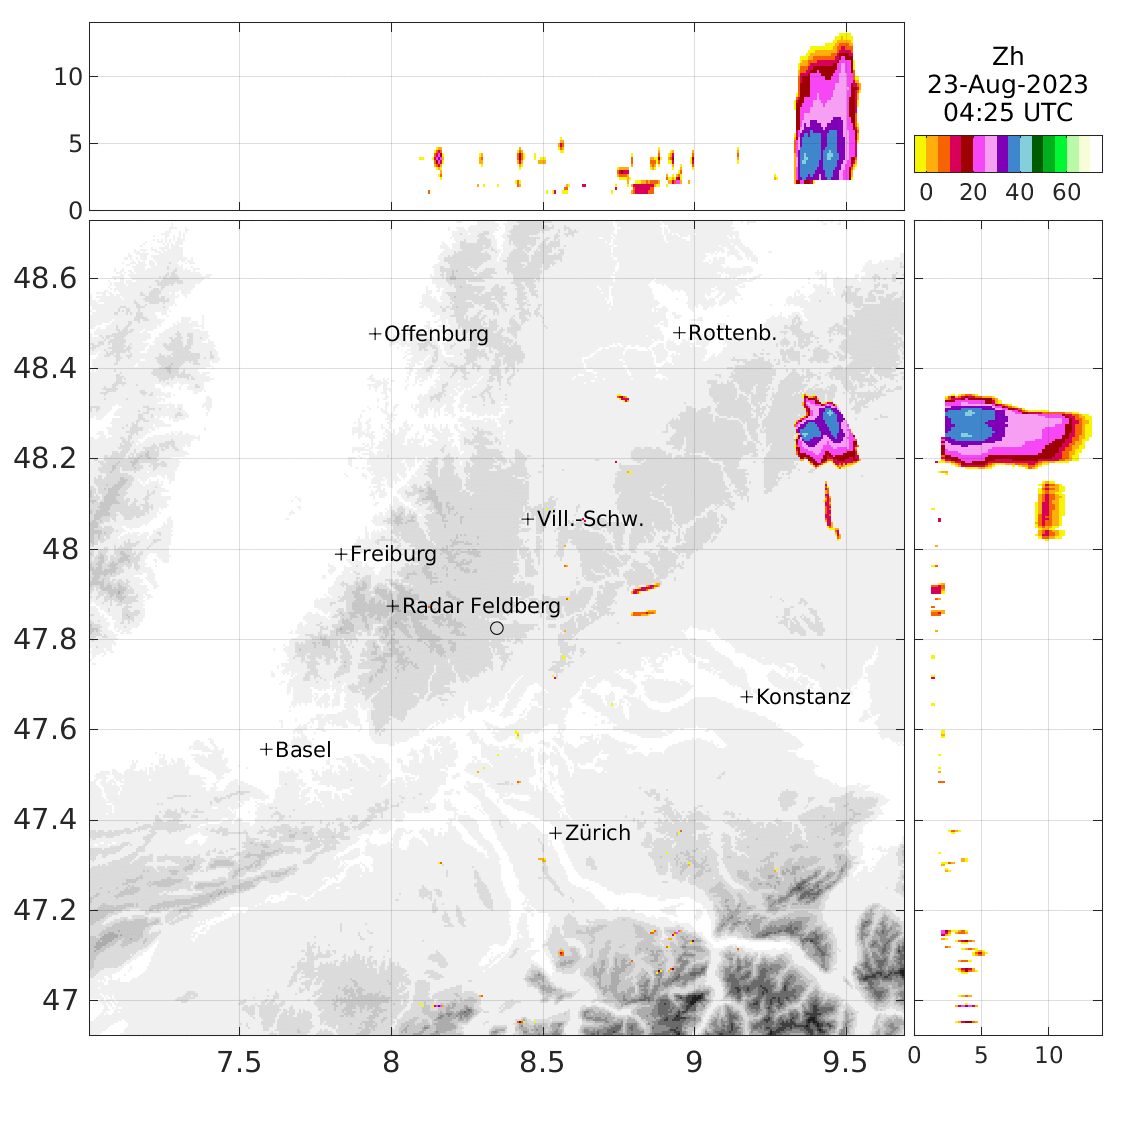 10
5
0
Zh
23-Aug-2023
04:25 UTC
0 20 40 60
48.6
48.4
48.2
48
47.8
47.6
47.4
47.2
47
Offenburg
Rottenb.
Vill.-Schw.
Freiburg
Radar Feldberg
Konstanz
Basel
Zürich
7.5 8 8.5 9 9.5
0 5 10